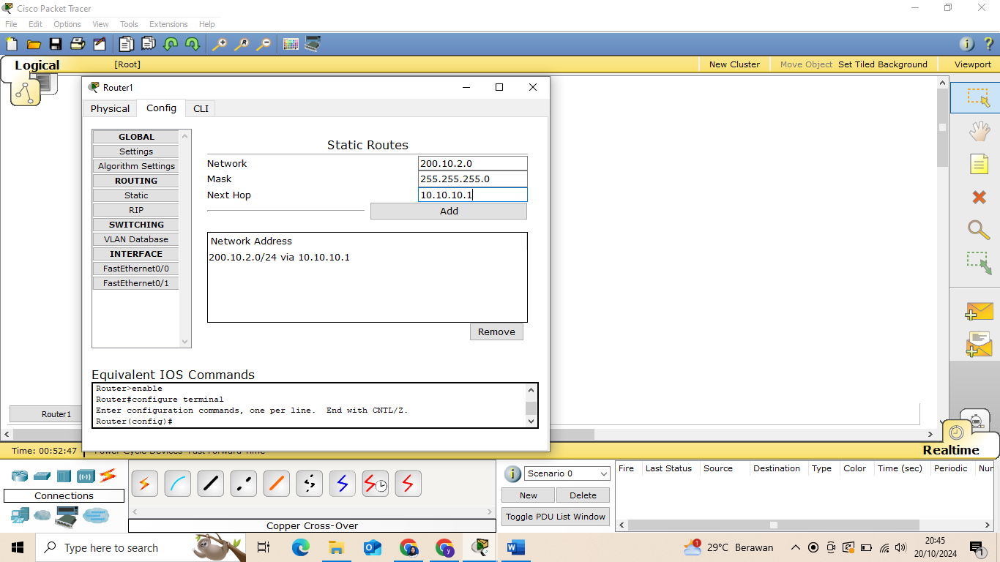 Cisco Packet Tracer
File Edit Options View Tools Extensions Help
Logical
[Root]
New Cluster
Move Object
Set Tiled Background
Viewport
Router1
Physical
Config
CLI
GLOBAL
Settings
Algorithm Settings
ROUTING
Static
RIP
SWITCHING
VLAN Database
INTERFACE
FastEthernet0/0
FastEthernet0/1
Static Routes
Network
200.10.2.0
Mask
255.255.255.0
Next Hop
10.10.10.1
Add
Network Address
200.10.2.0/24 via 10.10.10.1
Remove
Equivalent IOS Commands
Router>enable
Router#configure terminal
Enter configuration commands, one per line.  End with CNTL/Z.
Router(config)#
Router1
Time: 00:52:47
Power Cycle Devices Fast Forward Time
Realtime
Connections
Copper Cross-Over
Scenario 0
New
Delete
Toggle PDU List Window
Fire Last Status Source Destination Type Color Time (sec) Periodic Num
Type here to search
1
29°C Berawan
20:45
20/10/2024
1